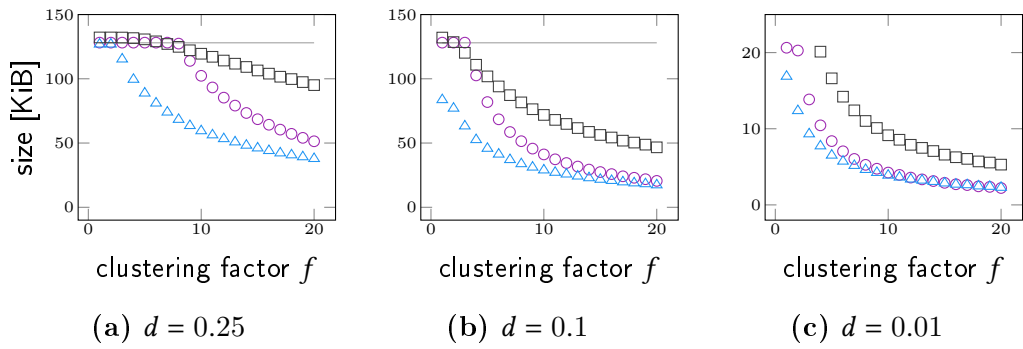 150
100
50
0
size [KiB]
0 10 20
clustering factor f
(a) d = 0.25
150
100
50
0
0 10 20
clustering factor f
(b) d = 0.1
20
10
0
0 10 20
clustering factor f
(c) d = 0.01